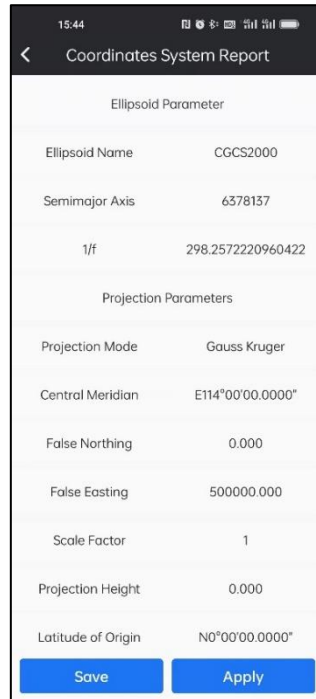 15:44
Coordinates System Report
Ellipsoid Parameter
Ellipsoid Name CGCS2000
Semimajor Axis 6378137
1/f 298.2572220960422
Projection Parameters
Projection Mode Gauss Kruger
Central Meridian E114°00'00.0000"
False Northing 0.000
False Easting 500000.000
Scale Factor 1
Projection Height 0.000
Latitude of Origin N0°00'00.0000"
Save Apply